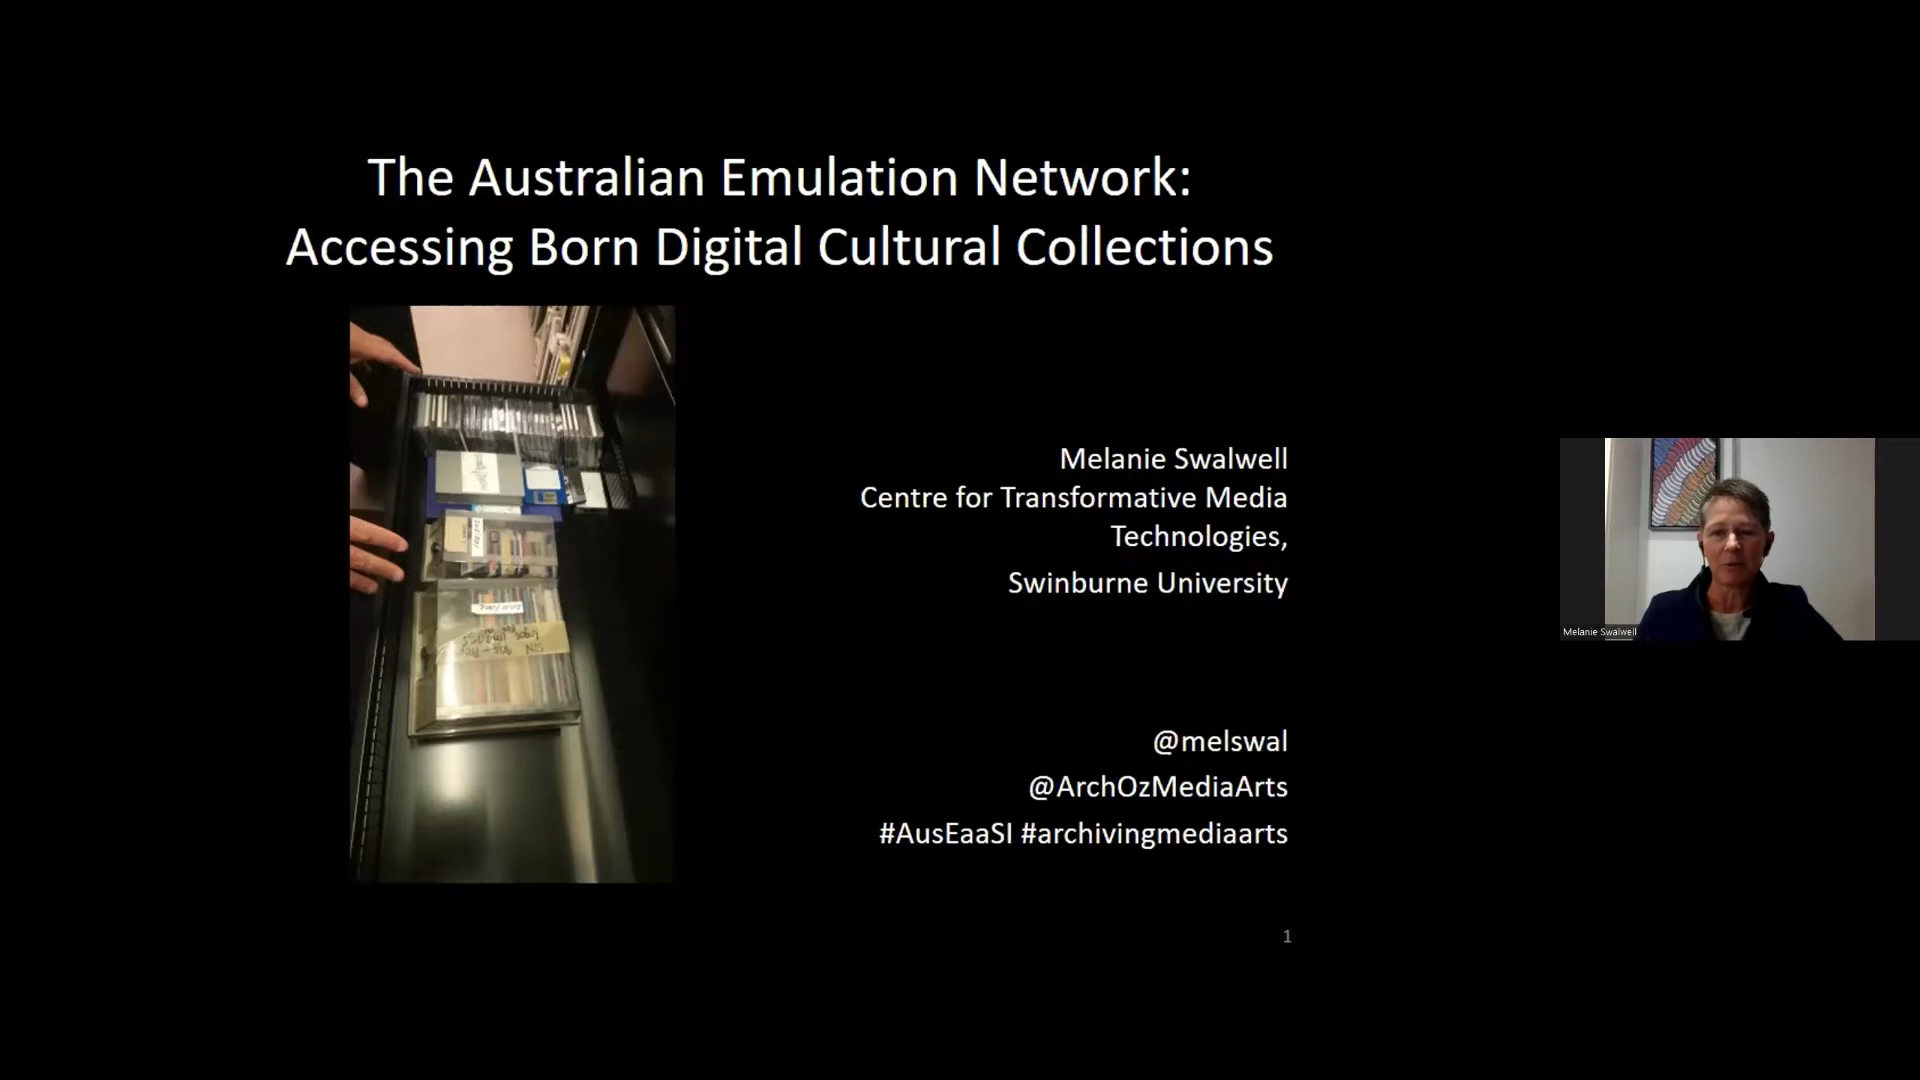 The Australian Emulation Network:
Accessing Born Digital Cultural Collections
Melanie Swalwell
Centre for Transformative Media
Technologies,
Swinburne University
@melswal
@ArchOzMediaArts
#AusEaaSI #archivingmediaarts
1
Melanie Swalwell